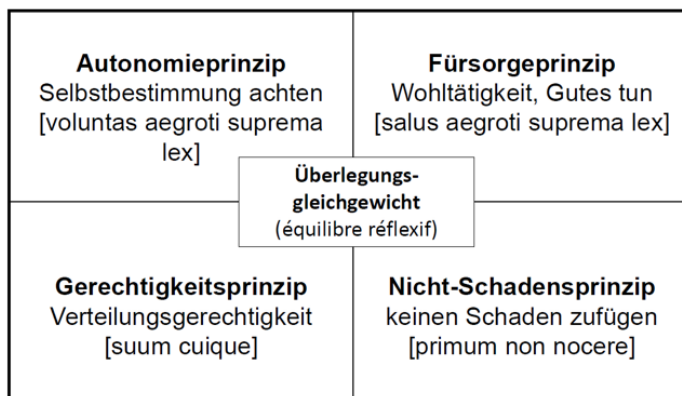 Autonomieprinzip
Selbstbestimmung achten
[voluntas aegroti suprema
lex]
Fürsorgeprinzip
Wohltätigkeit, Gutes tun
[salus aegroti suprema lex]
Überlegungs-
gleichgewicht
(équilibre réflexif)
Gerechtigkeitsprinzip
Verteilungsgerechtigkeit
[suum cuique]
Nicht-Schadensprinzip
keinen Schaden zufügen
[primum non nocere]